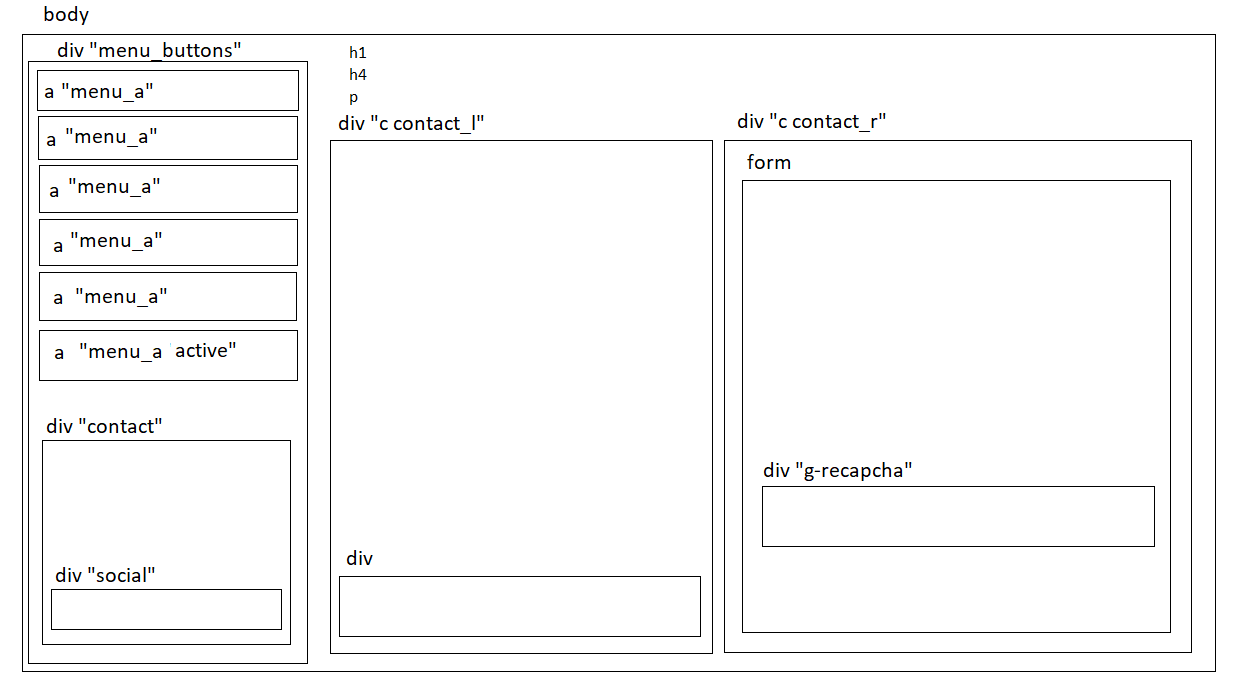 body
div "menu_buttons"
a "menu_a"
a "menu_a"
a "menu_a"
a "menu_a"
a "menu_a"
a "menu_a active"
div "contact"
div "social"
h1
h4
p
div "c contact_l"
div
div "c contact_r"
form
div "g-recapcha"